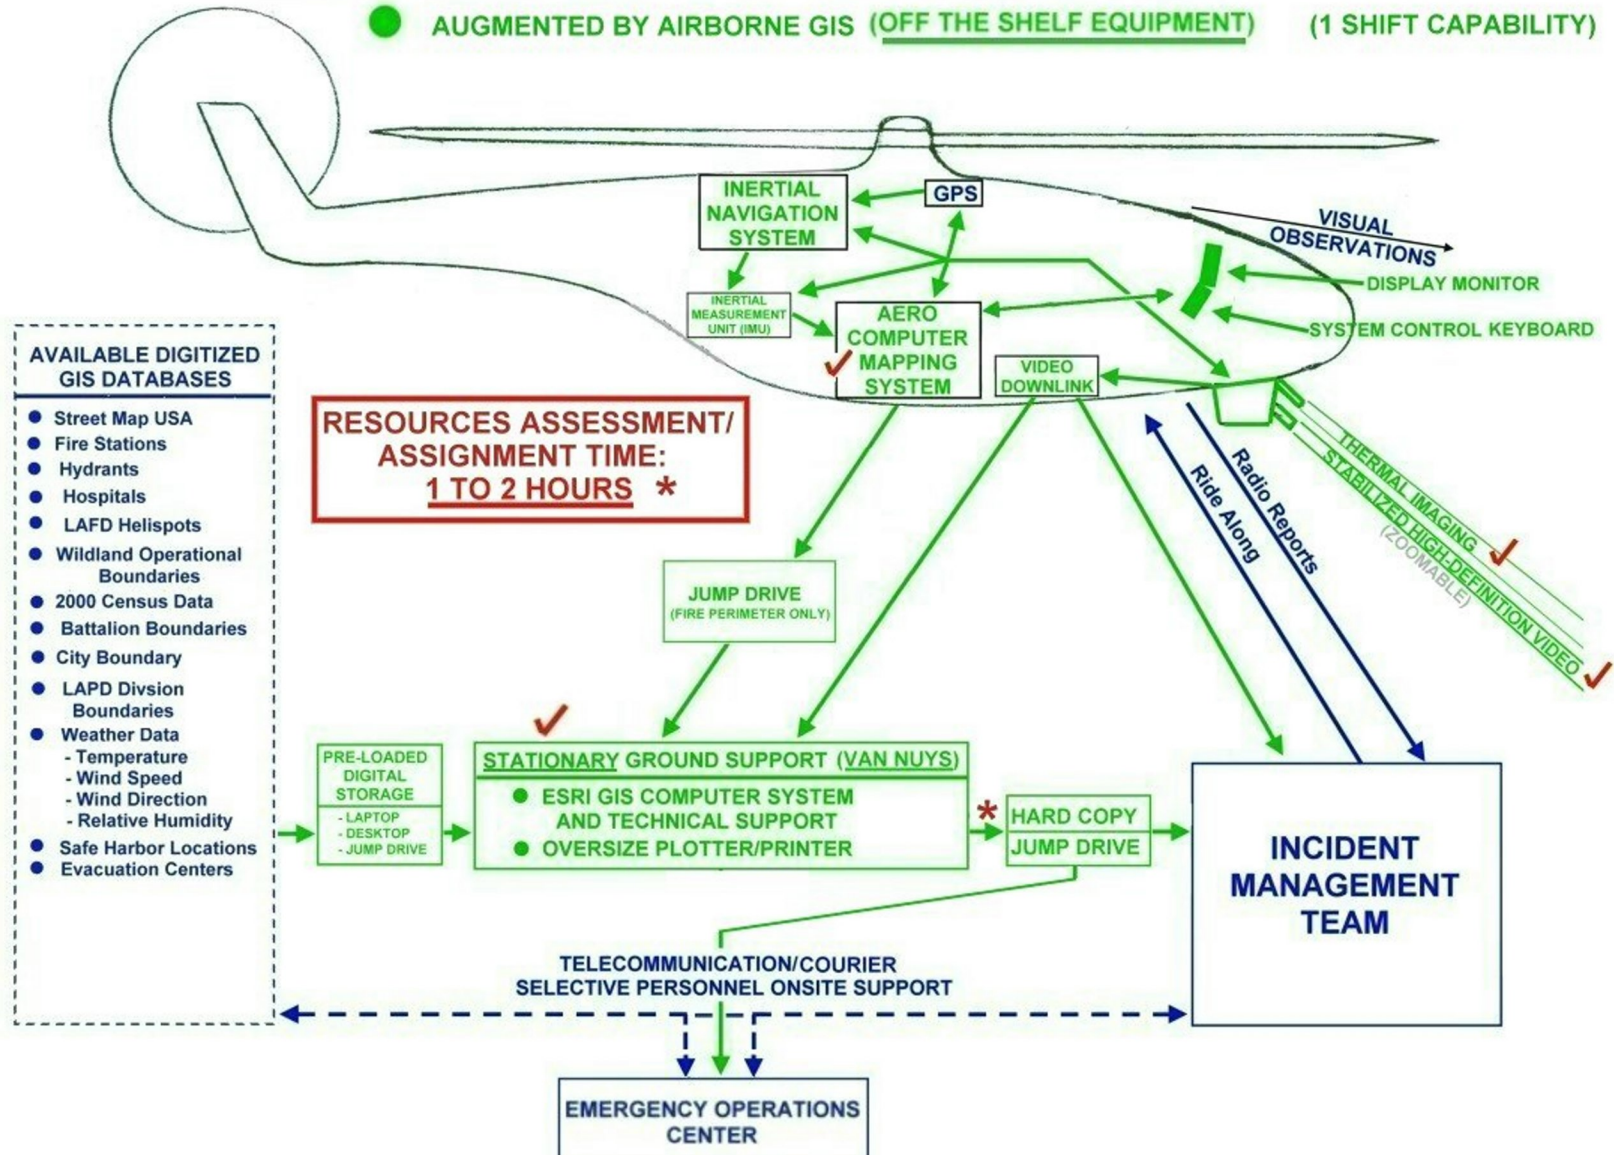 AUGMENTED BY AIRBORNE GIS (OFF THE SHELF EQUIPMENT) (1 SHIFT CAPABILITY)
INERTIAL
NAVIGATION
SYSTEM
GPS
VISUAL
OBSERVATIONS
DISPLAY MONITOR
SYSTEM CONTROL KEYBOARD
INERTIAL
MEASUREMENT
UNIT (IMU)
AERO
COMPUTER
MAPPING
SYSTEM
VIDEO
DOWNLINK
THERMAL IMAGING
STABILIZED HIGH-DEFINITION VIDEO
(ZOOMABLE)
Radio Reports
Ride Along
AVAILABLE DIGITIZED
GIS DATABASES
Street Map USA
Fire Stations
Hydrants
Hospitals
LAFD Helispots
Wildland Operational
Boundaries
2000 Census Data
Battalion Boundaries
City Boundary
LAPD Divsion
Boundaries
Weather Data
- Temperature
- Wind Speed
- Wind Direction
- Relative Humidity
Safe Harbor Locations
Evacuation Centers
RESOURCES ASSESSMENT/
ASSIGNMENT TIME:
1 TO 2 HOURS *
JUMP DRIVE
(FIRE PERIMETER ONLY)
PRE-LOADED
DIGITAL
STORAGE
- LAPTOP
- DESKTOP
- JUMP DRIVE
STATIONARY GROUND SUPPORT (VAN NUYS)
ESRI GIS COMPUTER SYSTEM
AND TECHNICAL SUPPORT
OVERSIZE PLOTTER/PRINTER
*
HARD COPY
JUMP DRIVE
INCIDENT
MANAGEMENT
TEAM
TELECOMMUNICATION/COURIER
SELECTIVE PERSONNEL ONSITE SUPPORT
EMERGENCY OPERATIONS
CENTER